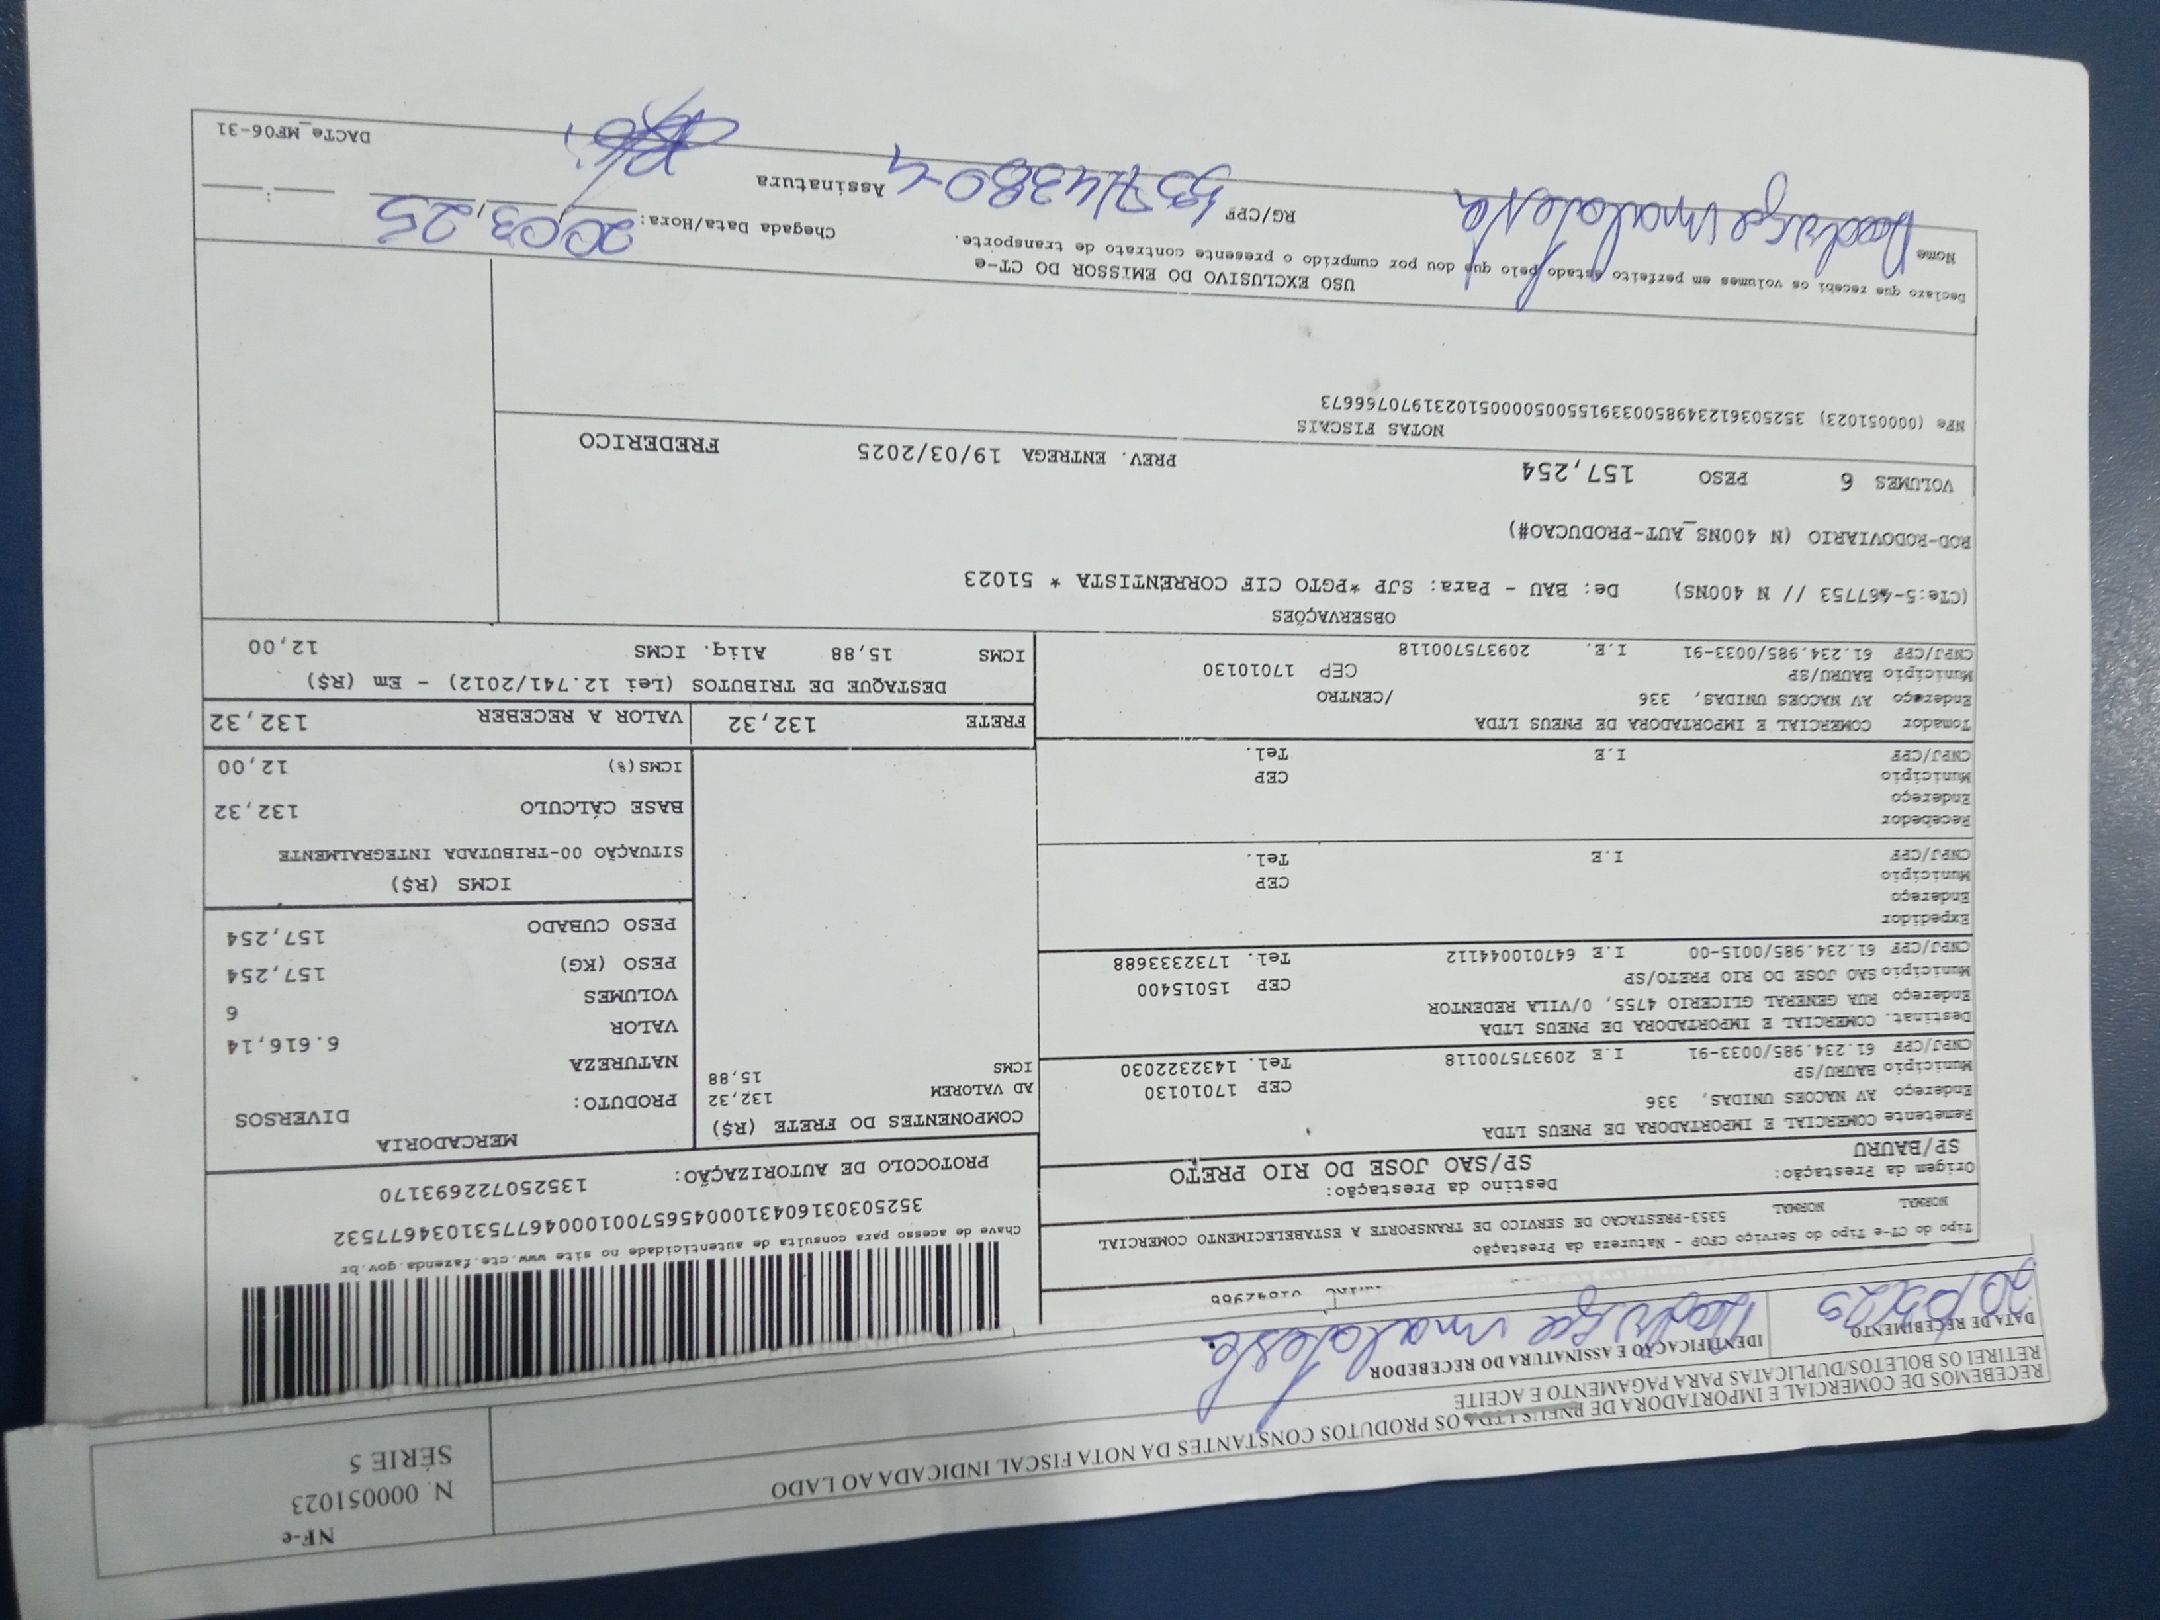 NF-e
N. 000051023
SÉRIE 5
RECEBEMOS DE COMERCIAL E IMPORTADORA DE PNEUS LTDA OS PRODUTOS CONSTANTES DA NOTA FISCAL INDICADA AO LADO
RETIREI OS BOLETOS/DUPLICATAS PARA PAGAMENTO E ACEITE
DATA DE RECEBIMENTO
IDENTIFICAÇÃO E ASSINATURA DO RECEBEDOR
malatesta
Tipo do CT-e Tipo do Serviço CFOP - Natureza da Prestação
NORMAL NORMAL 5353-PRESTACAO DE SERVICO DE TRANSPORTE A ESTABELECIMENTO COMERCIAL
Origem da Prestação: Destino da Prestação:
SP/BAURU SP/SAO JOSE DO RIO PRETO
Chave de acesso para consulta de autenticidade no site www.cte.fazenda.gov.br
PROTOCOLO DE AUTORIZAÇÃO: 135250722693170
Remetente COMERCIAL E IMPORTADORA DE PNEUS LTDA
Endereço AV NACOES UNIDAS, 336
Município BAURU/SP CEP 17010130
CNPJ/CPF 61.234.985/0033-91 I.E 209375700118 Tel. 1432322030
Destinat. COMERCIAL E IMPORTADORA DE PNEUS LTDA
Endereço RUA GENERAL GLICERIO 4755, 0/VILA REDENTOR
Município SAO JOSE DO RIO PRETO/SP CEP 15015400
CNPJ/CPF 61.234.985/0015-00 I.E 647010044112 Tel. 1732333688
Expedidor
Endereço
Município CEP
CNPJ/CPF I.E Tel.
Recebedor
Endereço
Município CEP
CNPJ/CPF I.E Tel.
Tomador COMERCIAL E IMPORTADORA DE PNEUS LTDA
Endereço AV NACOES UNIDAS, 336 /CENTRO
Município BAURU/SP CEP 17010130
CNPJ/CPF 61.234.985/0033-91 I.E. 209375700118
COMPONENTES DO FRETE (R$)
AD VALOREM 132,32
ICMS 15,88
MERCADORIA
PRODUTO: DIVERSOS
NATUREZA
VALOR 6.616,14
VOLUMES 6
PESO (KG) 157,254
PESO CUBADO 157,254
ICMS (R$)
SITUAÇÃO 00-TRIBUTADA INTEGRALMENTE
BASE CÁLCULO 132,32
ICMS(%) 12,00
FRETE 132,32 VALOR A RECEBER 132,32
DESTAQUE DE TRIBUTOS (Lei 12.741/2012) - Em (R$)
ICMS 15,88 Aliq. ICMS 12,00
OBSERVAÇÕES
(CTe:5-467753 // N 400NS) De: BAU - Para: SJP *PGTO CIF CORRENTISTA * 51023
ROD-RODOVIARIO (N 400NS_AUT-PRODUCAO#)
VOLUMES 6 PESO 157,254 PREV. ENTREGA 19/03/2025 FREDERICO
NOTAS FISCAIS
NFe (000051023) 35250361234985003391550050000510231970766673
USO EXCLUSIVO DO EMISSOR DO CT-e
Declaro que recebi os volumes em perfeito estado pelo que dou por cumprido o presente contrato de transporte.
Chegada Data/Hora: 20,03,25
Nome malatesta RG/CPF Assinatura
DACTe_MF06-31